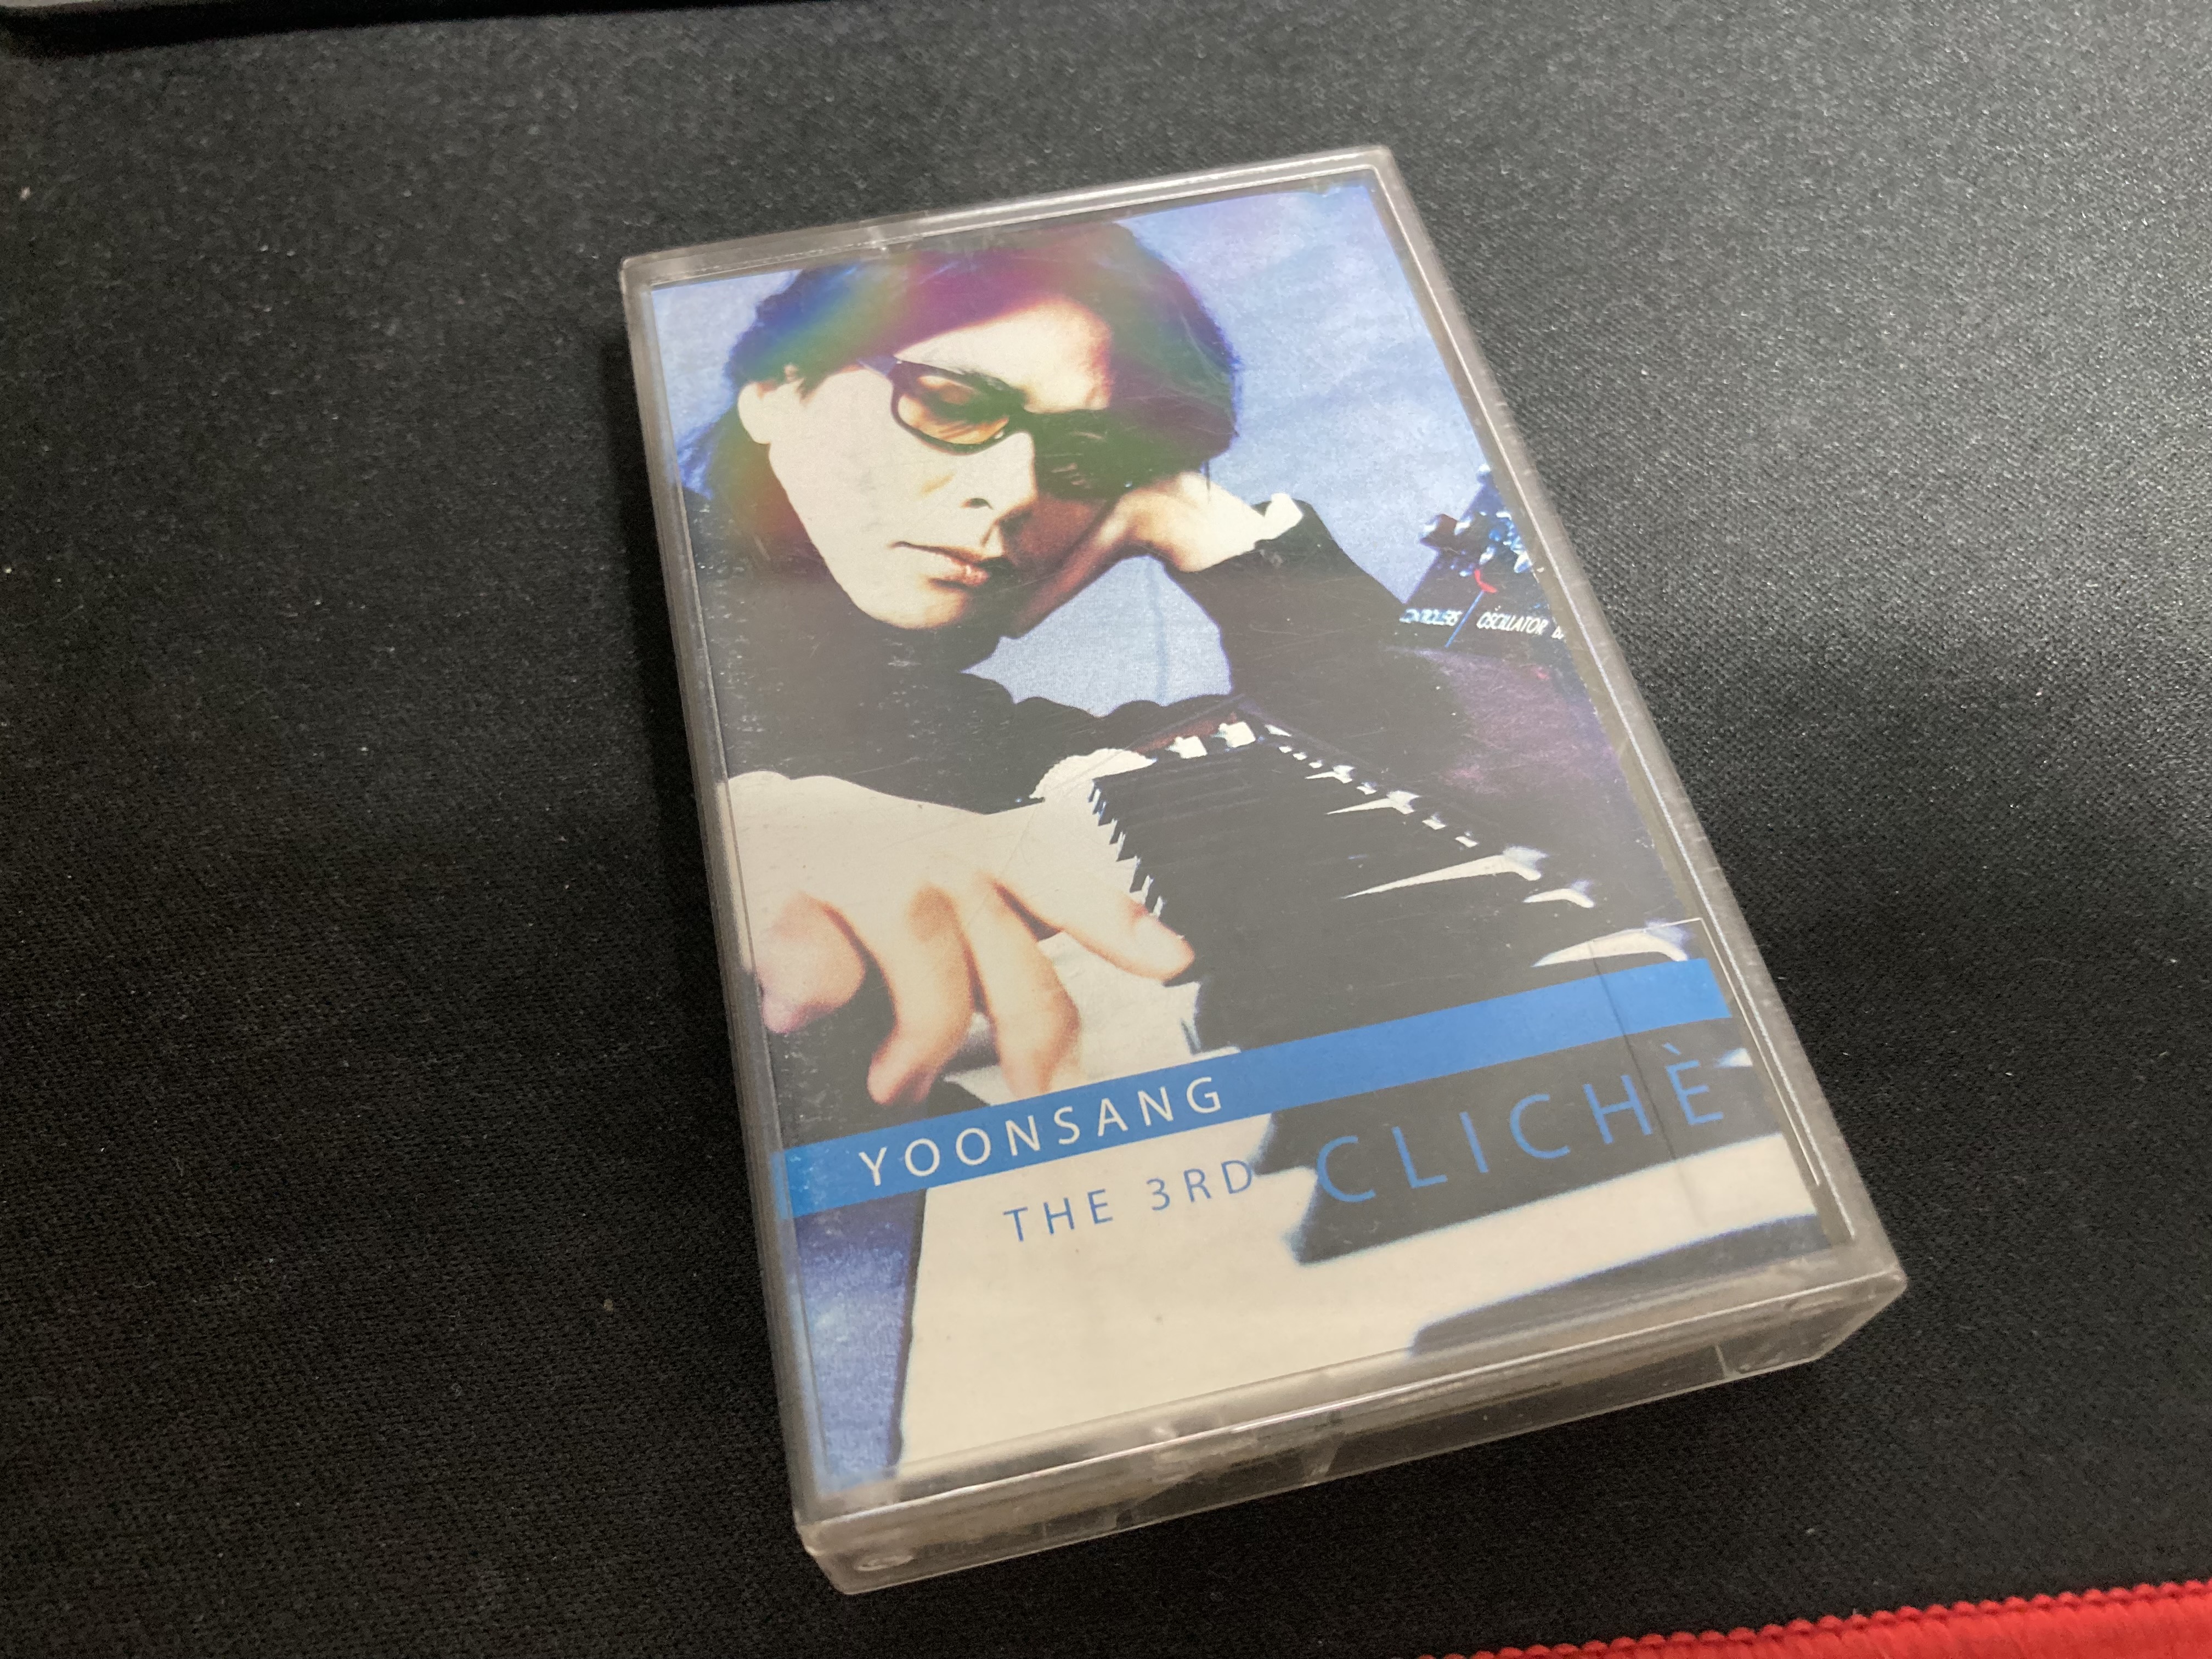 OSCILLATOR
YOONSANG
THE 3RD CLICHÈ